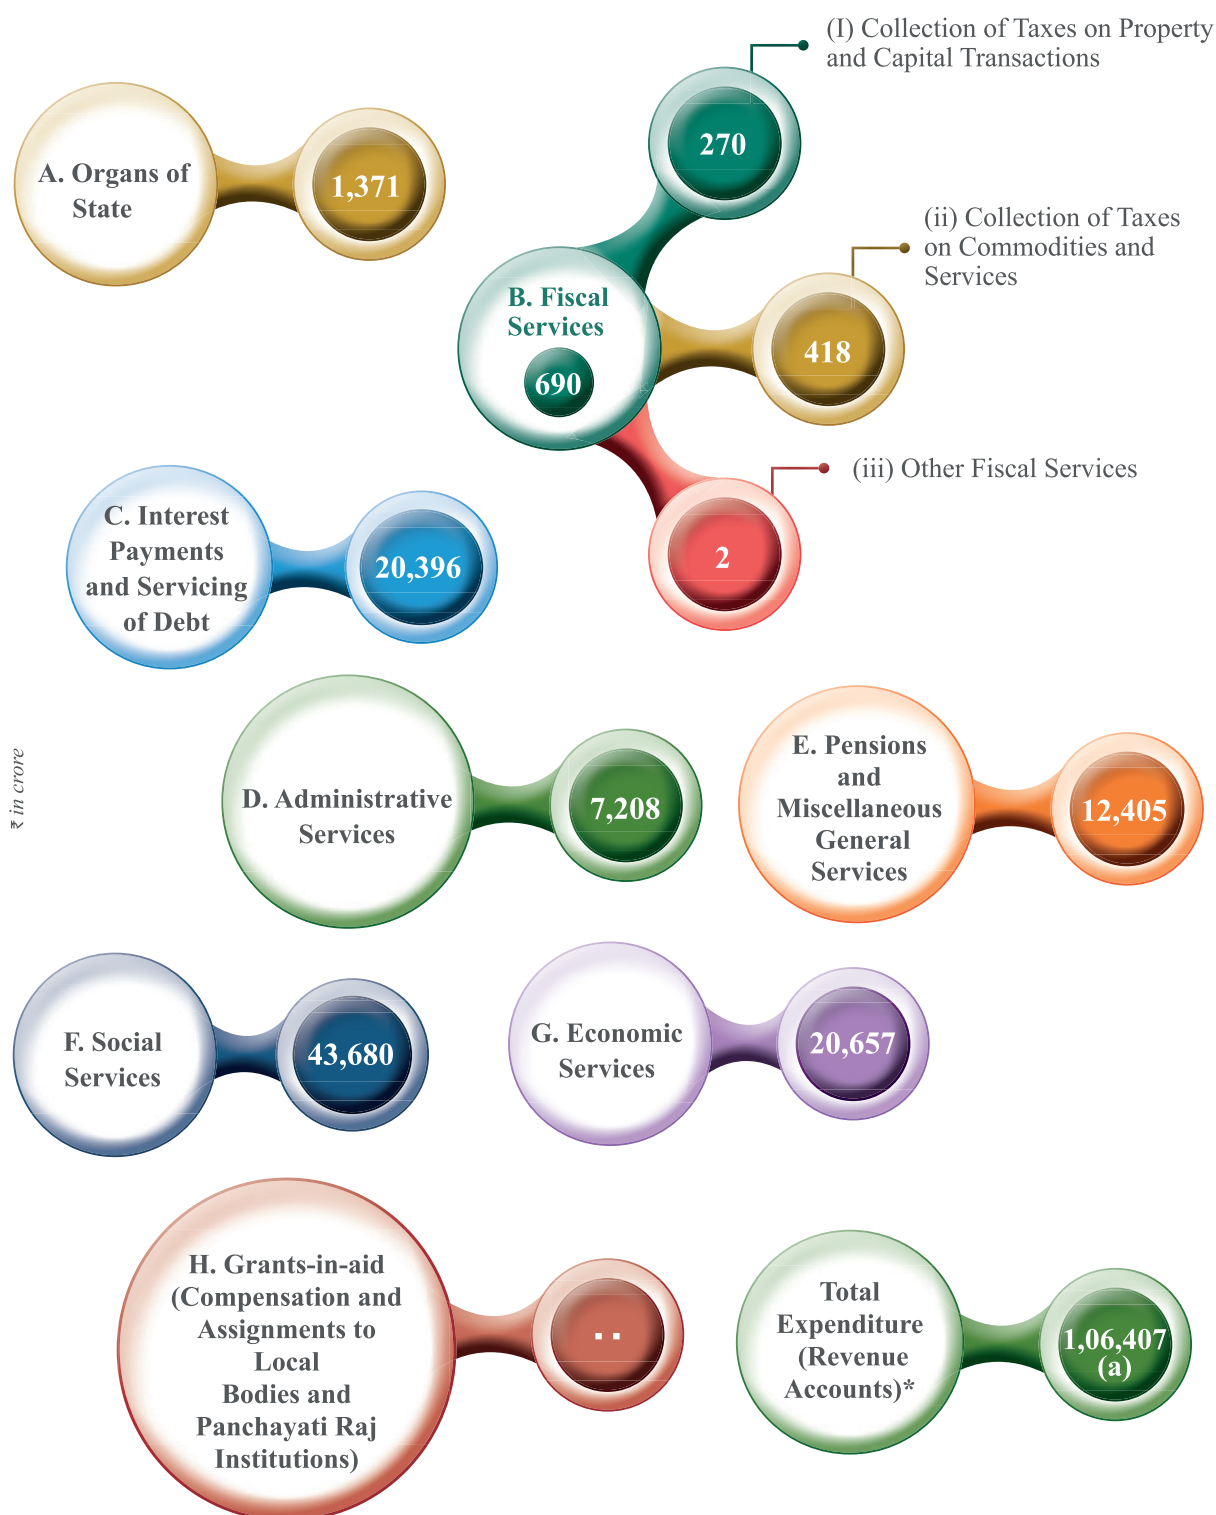 (I) Collection of Taxes on Property
and Capital Transactions
270
A. Organs of
State
1,371
(ii) Collection of Taxes
on Commodities and
Services
B. Fiscal
Services
690
418
(iii) Other Fiscal Services
2
C. Interest
Payments
and Servicing
of Debt
20,396
₹ in crore
D. Administrative
Services
7,208
E. Pensions
and
Miscellaneous
General
Services
12,405
F. Social
Services
43,680
G. Economic
Services
20,657
H. Grants-in-aid
(Compensation and
Assignments to
Local
Bodies and
Panchayati Raj
Institutions)
..
Total
Expenditure
(Revenue
Accounts)*
1,06,407
(a)